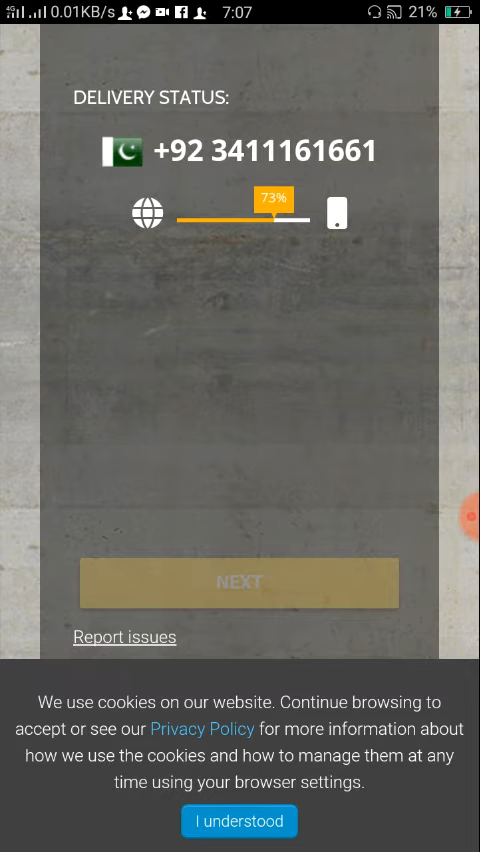 4G 0.01KB/s 7:07 21%
DELIVERY STATUS:
+92 3411161661
73%
NEXT
Report issues
We use cookies on our website. Continue browsing to
accept or see our Privacy Policy for more information about
how we use the cookies and how to manage them at any
time using your browser settings.
I understood